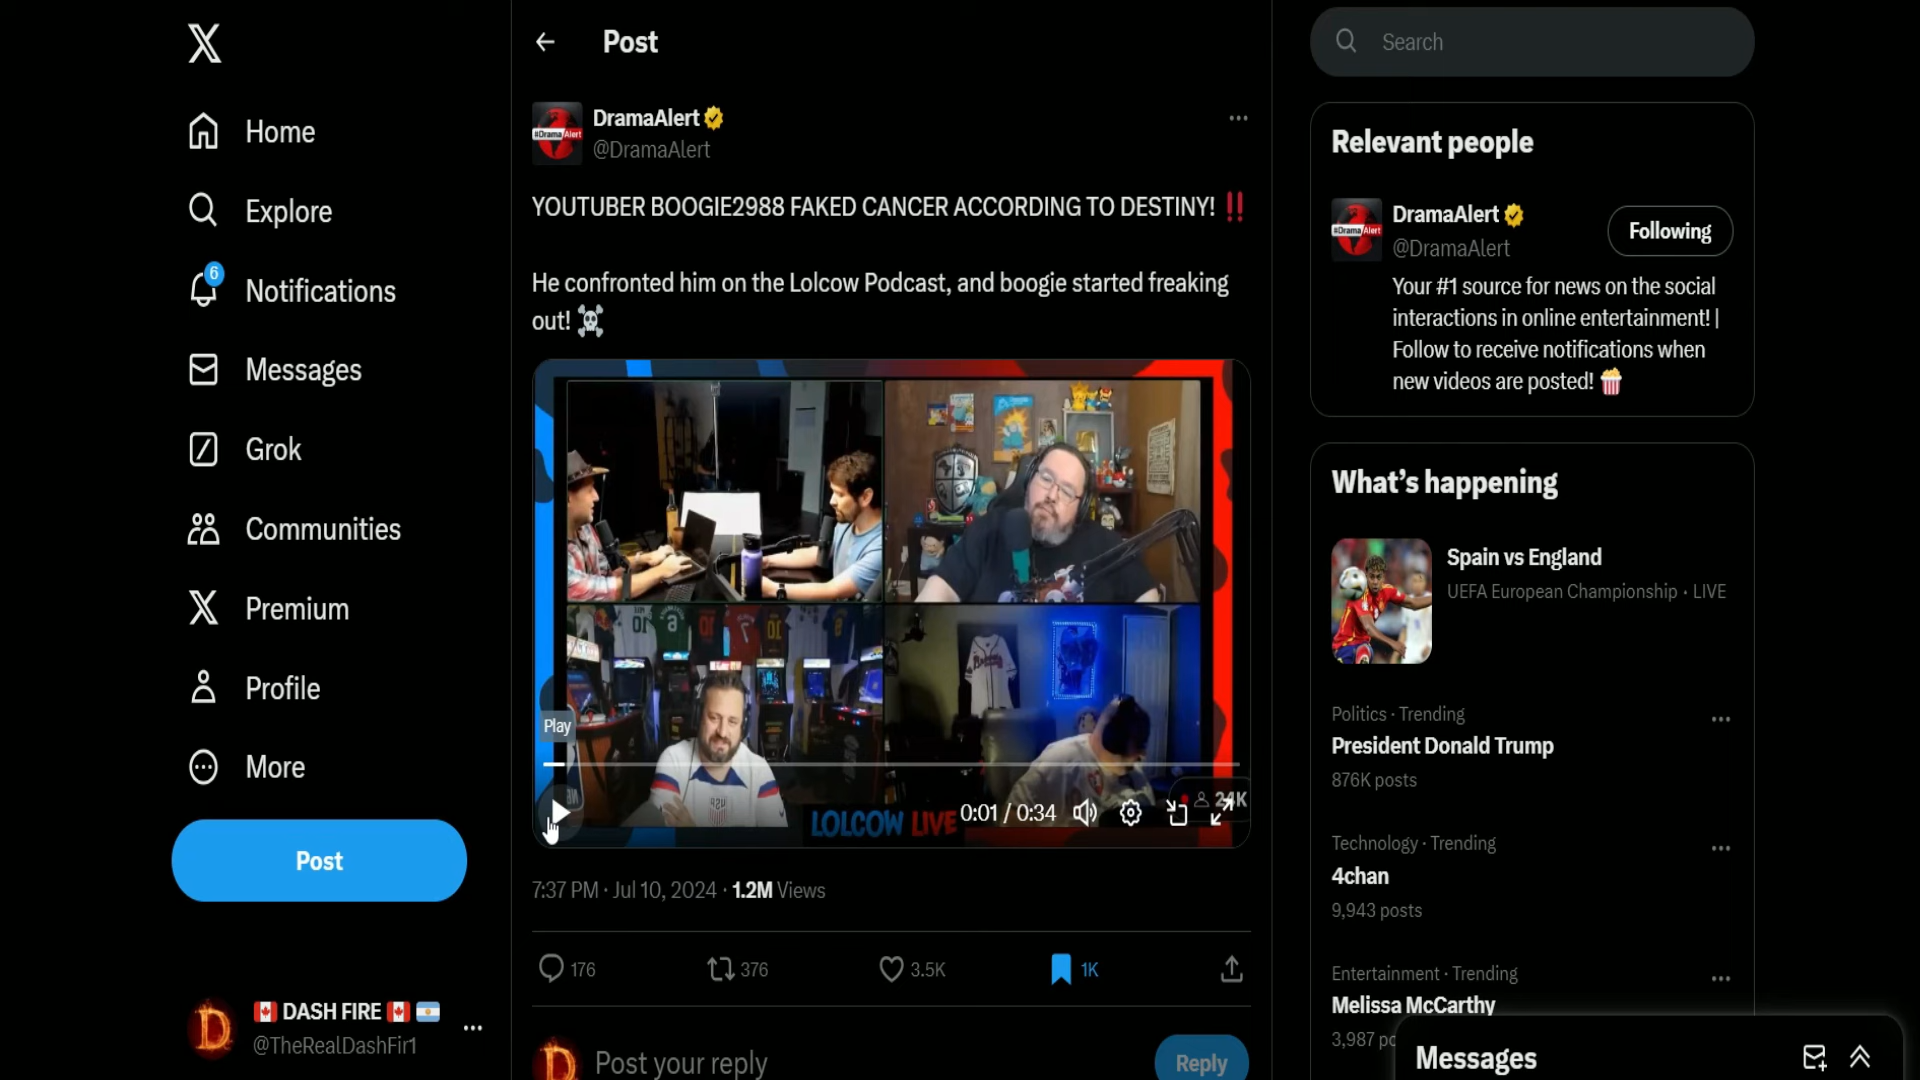 Home
Explore
6
Notifications
Messages
Grok
Communities
Premium
Profile
More
Post
DASH FIRE
@TheRealDashFir1
Post
#DramaAlert
DramaAlert
@DramaAlert
YOUTUBER BOOGIE2988 FAKED CANCER ACCORDING TO DESTINY! ‼
He confronted him on the Lolcow Podcast, and boogie started freaking
out! ☠
Play
LOLCOW LIVE
0:01 / 0:34
24K
7:37 PM · Jul 10, 2024 · 1.2M Views
176
376
3.5K
1K
Post your reply
Reply
Search
Relevant people
#DramaAlert
DramaAlert
@DramaAlert
Following
Your #1 source for news on the social
interactions in online entertainment! |
Follow to receive notifications when
new videos are posted! 🍿
What's happening
Spain vs England
UEFA European Championship · LIVE
Politics · Trending
President Donald Trump
876K posts
Technology · Trending
4chan
9,943 posts
Entertainment · Trending
Melissa McCarthy
3,987 po
Messages